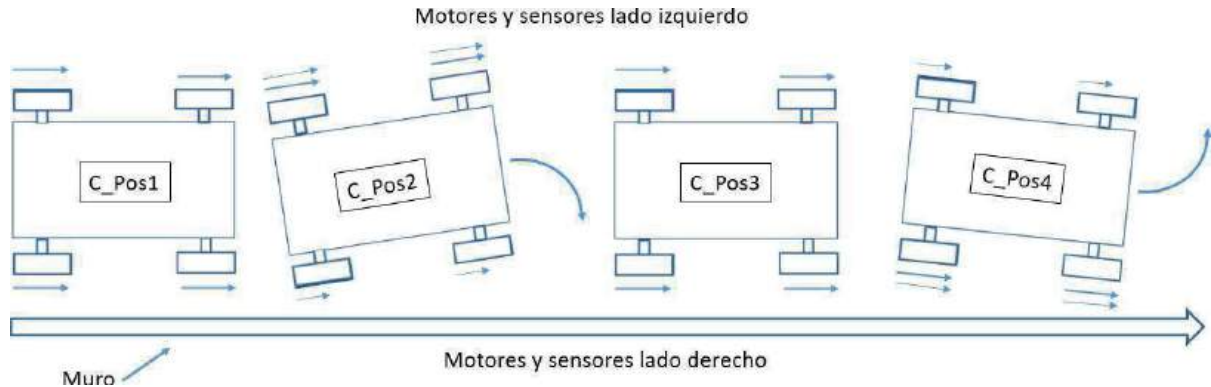 Motores y sensores lado izquierdo
C_Pos1
C_Pos2
C_Pos3
C_Pos4
Motores y sensores lado derecho
Muro